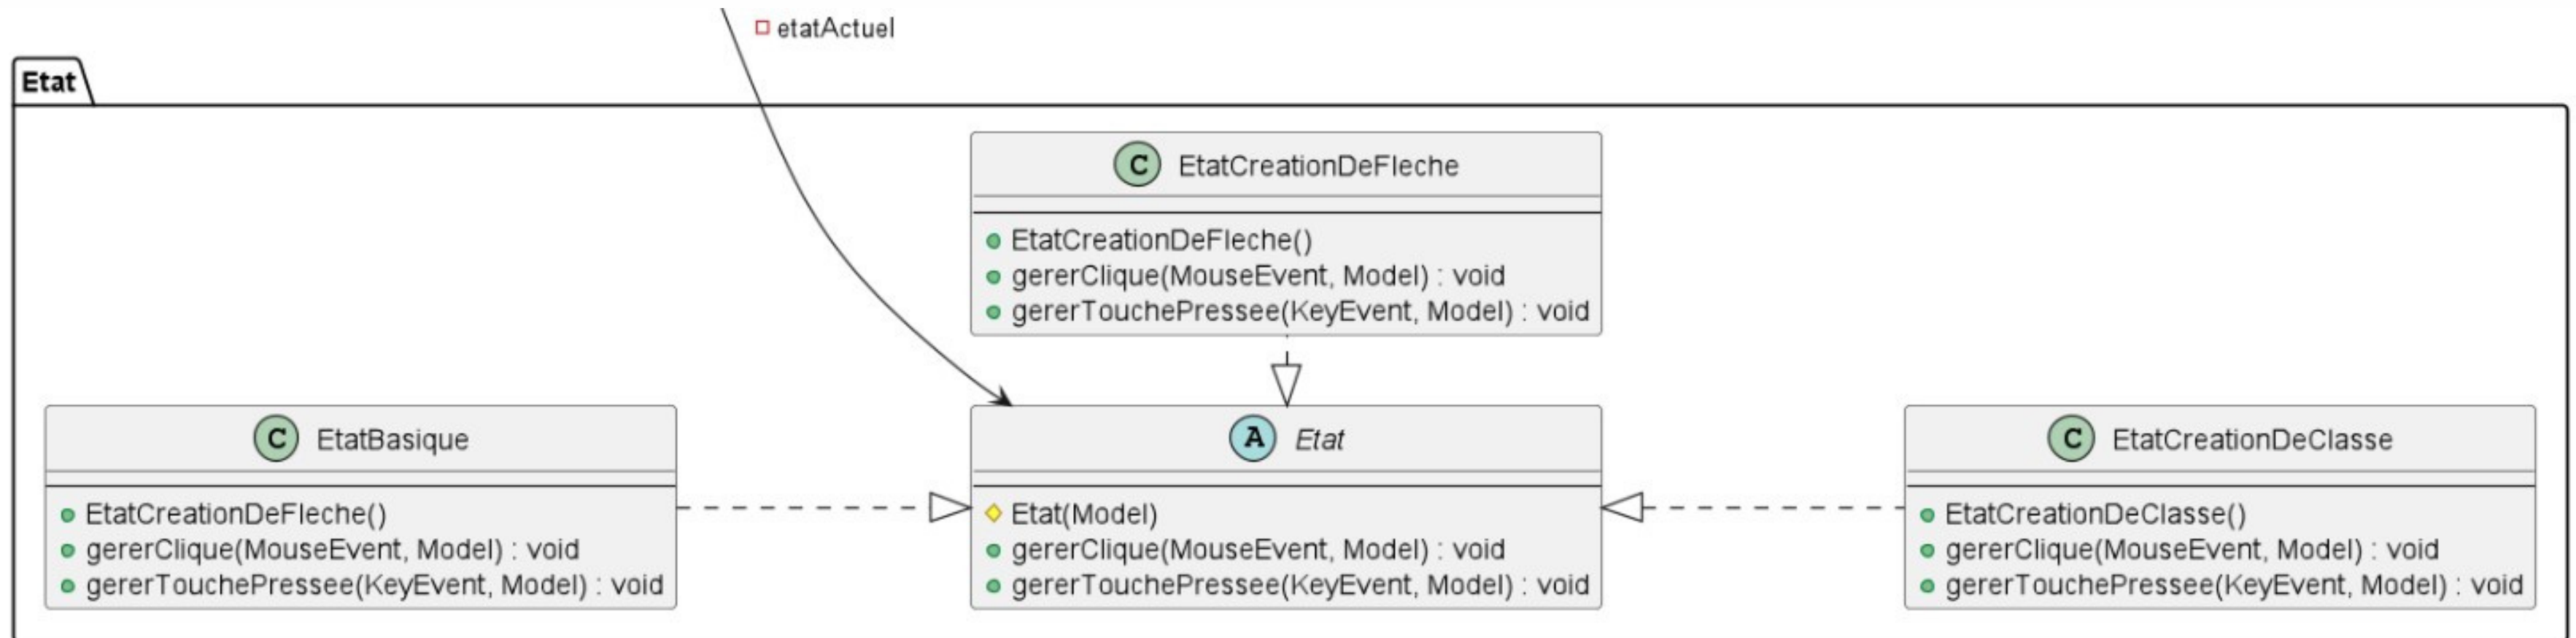 etatActuel
Etat
C EtatCreationDeFleche
EtatCreationDeFleche()
gererClique(MouseEvent, Model) : void
gererTouchePressee(KeyEvent, Model) : void
C EtatBasique
EtatCreationDeFleche()
gererClique(MouseEvent, Model) : void
gererTouchePressee(KeyEvent, Model) : void
A Etat
Etat(Model)
gererClique(MouseEvent, Model) : void
gererTouchePressee(KeyEvent, Model) : void
C EtatCreationDeClasse
EtatCreationDeClasse()
gererClique(MouseEvent, Model) : void
gererTouchePressee(KeyEvent, Model) : void